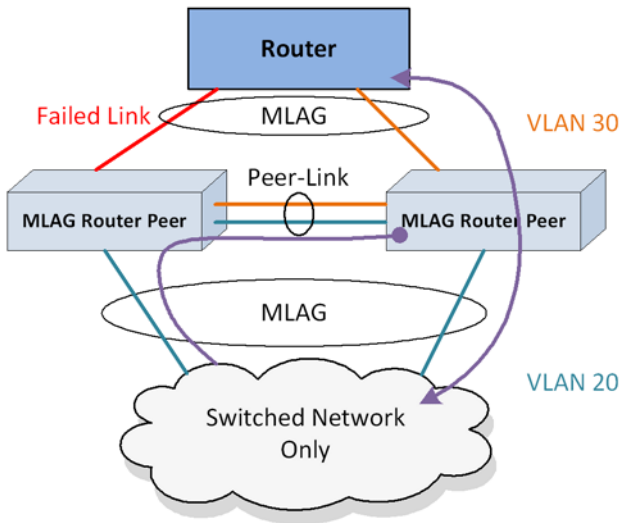 Router
Failed Link
MLAG
VLAN 30
Peer-Link
MLAG Router Peer
MLAG Router Peer
MLAG
VLAN 20
Switched Network
Only